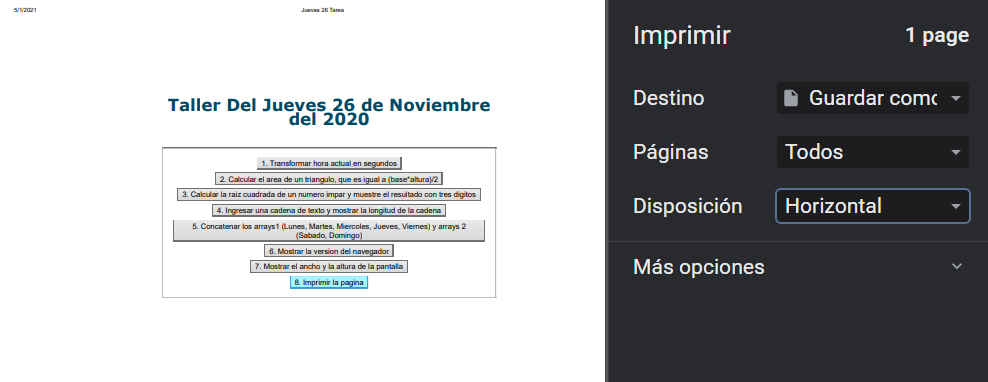 5/1/2021 Jueves 26 Tarea
Taller Del Jueves 26 de Noviembre
del 2020
1. Transformar hora actual en segundos
2. Calcular el area de un triangulo, que es igual a (base*altura)/2
3. Calcular la raiz cuadrada de un numero impar y muestre el resultado con tres digitos
4. Ingresar una cadena de texto y mostrar la longitud de la cadena
5. Concatenar los arrays1 (Lunes, Martes, Miercoles, Jueves, Viernes) y arrays 2
(Sabado, Domingo)
6. Mostrar la version del navegador
7. Mostrar el ancho y la altura de la pantalla
8. Imprimir la pagina
Imprimir 1 page
Destino Guardar como
Páginas Todos
Disposición Horizontal
Más opciones